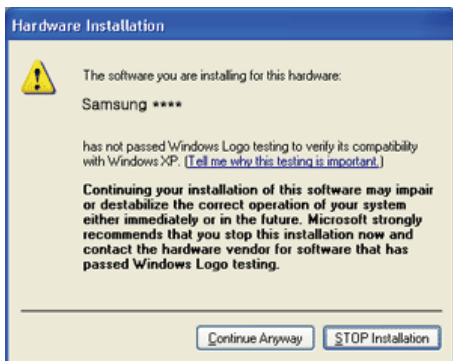 Hardware Installation
The software you are installing for this hardware:
Samsung ****
has not passed Windows Logo testing to verify its compatibility
with Windows XP. (Tell me why this testing is important.)
Continuing your installation of this software may impair
or destabilize the correct operation of your system
either immediately or in the future. Microsoft strongly
recommends that you stop this installation now and
contact the hardware vendor for software that has
passed Windows Logo testing.
Continue Anyway
STOP Installation